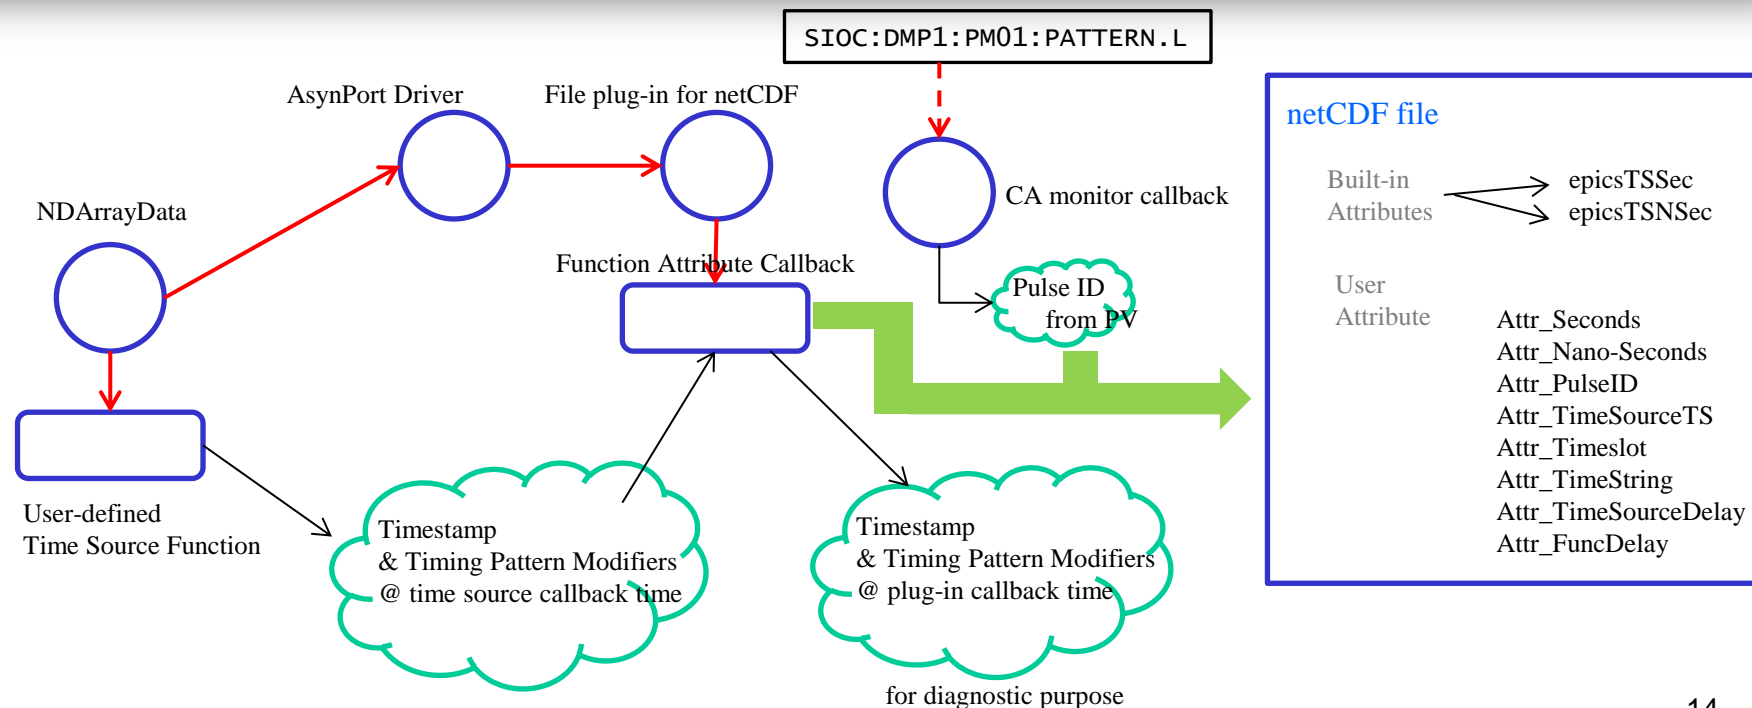 SIOC:DMP1:PM01:PATTERN.L
AsynPort Driver
File plug-in for netCDF
NDArrayData
CA monitor callback
Function Attribute Callback
Pulse ID
from PV
User-defined
Time Source Function
Timestamp
& Timing Pattern Modifiers
@ time source callback time
Timestamp
& Timing Pattern Modifiers
@ plug-in callback time
for diagnostic purpose
netCDF file
Built-in
Attributes
epicsTSSec
epicsTSNSec
User
Attribute
Attr_Seconds
Attr_Nano-Seconds
Attr_PulseID
Attr_TimeSourceTS
Attr_Timeslot
Attr_TimeString
Attr_TimeSourceDelay
Attr_FuncDelay
14